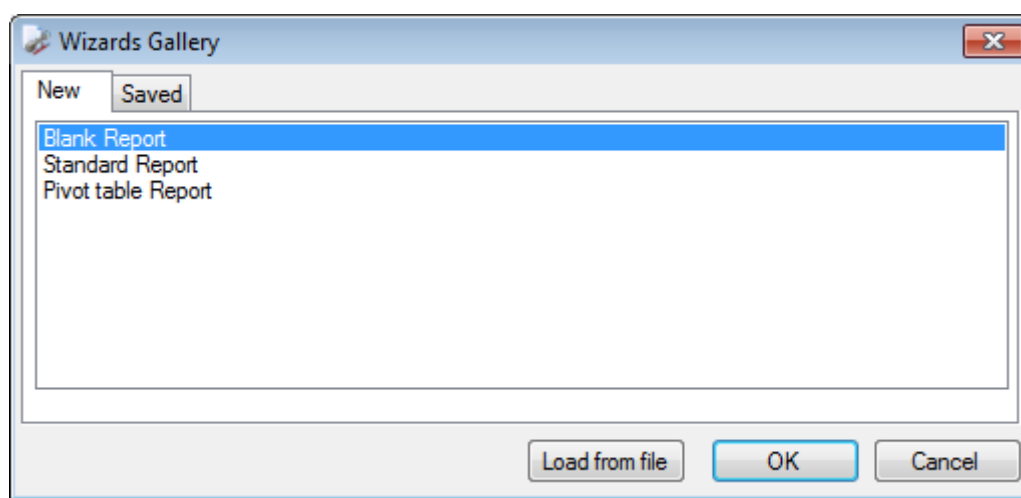 Wizards Gallery
New Saved
Blank Report
Standard Report
Pivot table Report
Load from file OK Cancel